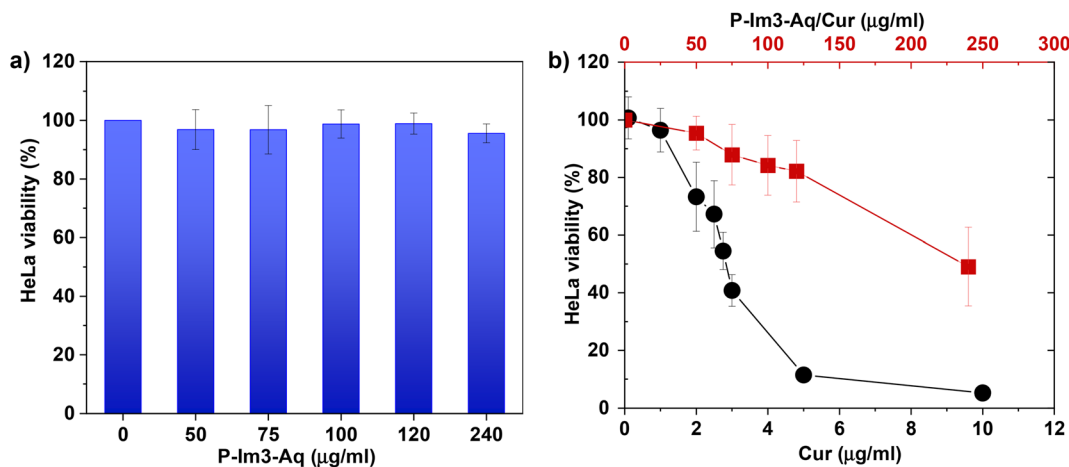 a)
120
100
80
60
40
20
0
HeLa viability (%)
0 50 75 100 120 240
P-Im3-Aq (µg/ml)
b)
P-Im3-Aq/Cur (µg/ml)
0 50 100 150 200 250 300
120
100
80
60
40
20
0
HeLa viability (%)
0 2 4 6 8 10 12
Cur (µg/ml)